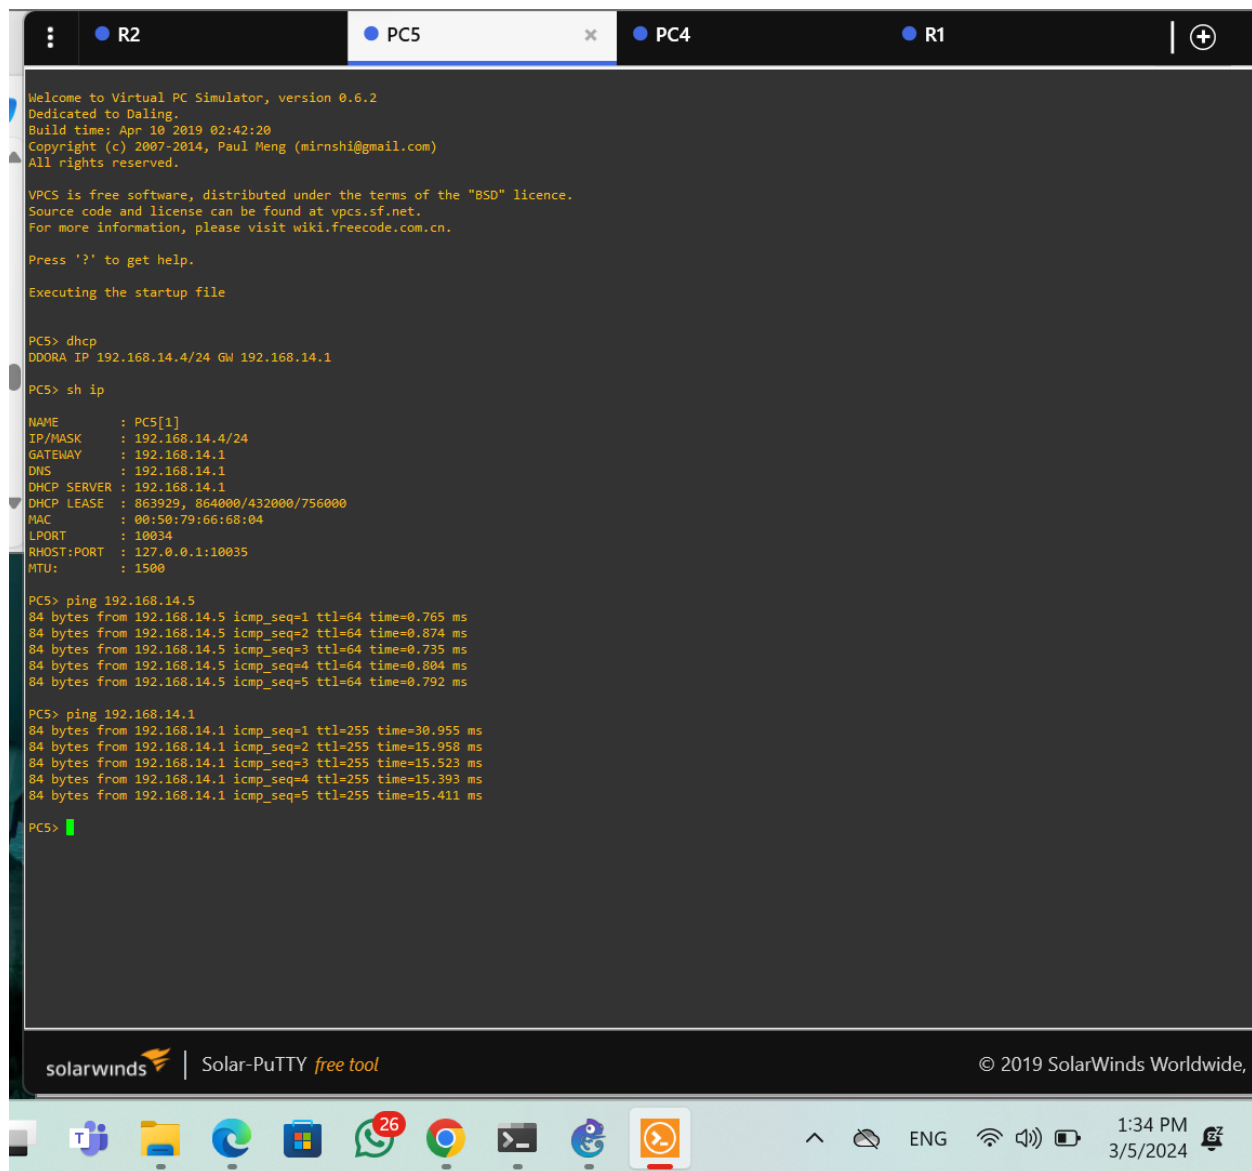 R2
PC5
PC4
R1
Welcome to Virtual PC Simulator, version 0.6.2
Dedicated to Daling.
Build time: Apr 10 2019 02:42:20
Copyright (c) 2007-2014, Paul Meng (mirnshi@gmail.com)
All rights reserved.
VPCS is free software, distributed under the terms of the "BSD" licence.
Source code and license can be found at vpcs.sf.net.
For more information, please visit wiki.freecode.com.cn.
Press '?' to get help.
Executing the startup file
PC5> dhcp
DDORA IP 192.168.14.4/24 GW 192.168.14.1
PC5> sh ip
NAME        : PC5[1]
IP/MASK     : 192.168.14.4/24
GATEWAY     : 192.168.14.1
DNS         : 192.168.14.1
DHCP SERVER : 192.168.14.1
DHCP LEASE  : 863929, 864000/432000/756000
MAC         : 00:50:79:66:68:04
LPORT       : 10034
RHOST:PORT  : 127.0.0.1:10035
MTU:        : 1500
PC5> ping 192.168.14.5
84 bytes from 192.168.14.5 icmp_seq=1 ttl=64 time=0.765 ms
84 bytes from 192.168.14.5 icmp_seq=2 ttl=64 time=0.874 ms
84 bytes from 192.168.14.5 icmp_seq=3 ttl=64 time=0.735 ms
84 bytes from 192.168.14.5 icmp_seq=4 ttl=64 time=0.804 ms
84 bytes from 192.168.14.5 icmp_seq=5 ttl=64 time=0.792 ms
PC5> ping 192.168.14.1
84 bytes from 192.168.14.1 icmp_seq=1 ttl=255 time=30.955 ms
84 bytes from 192.168.14.1 icmp_seq=2 ttl=255 time=15.958 ms
84 bytes from 192.168.14.1 icmp_seq=3 ttl=255 time=15.523 ms
84 bytes from 192.168.14.1 icmp_seq=4 ttl=255 time=15.393 ms
84 bytes from 192.168.14.1 icmp_seq=5 ttl=255 time=15.411 ms
PC5>
solarwinds | Solar-PuTTY free tool
© 2019 SolarWinds Worldwide,
26
ENG
1:34 PM
3/5/2024